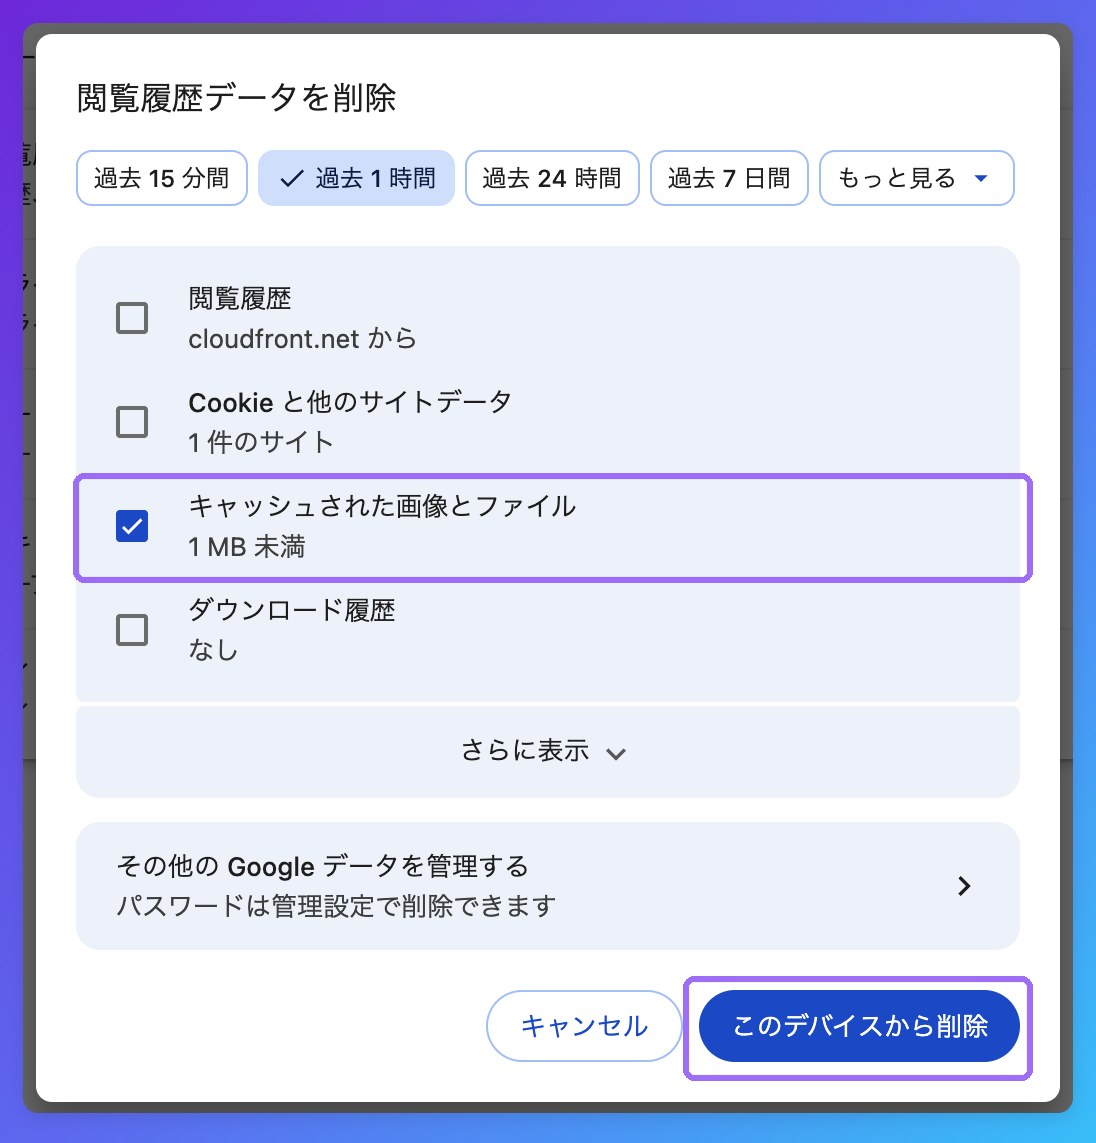 閲覧履歴データを削除
過去 15 分間
過去 1 時間
過去 24 時間
過去 7 日間
もっと見る
閲覧履歴
cloudfront.net から
Cookie と他のサイトデータ
1 件のサイト
キャッシュされた画像とファイル
1 MB 未満
ダウンロード履歴
なし
さらに表示
その他の Google データを管理する
パスワードは管理設定で削除できます
キャンセル
このデバイスから削除